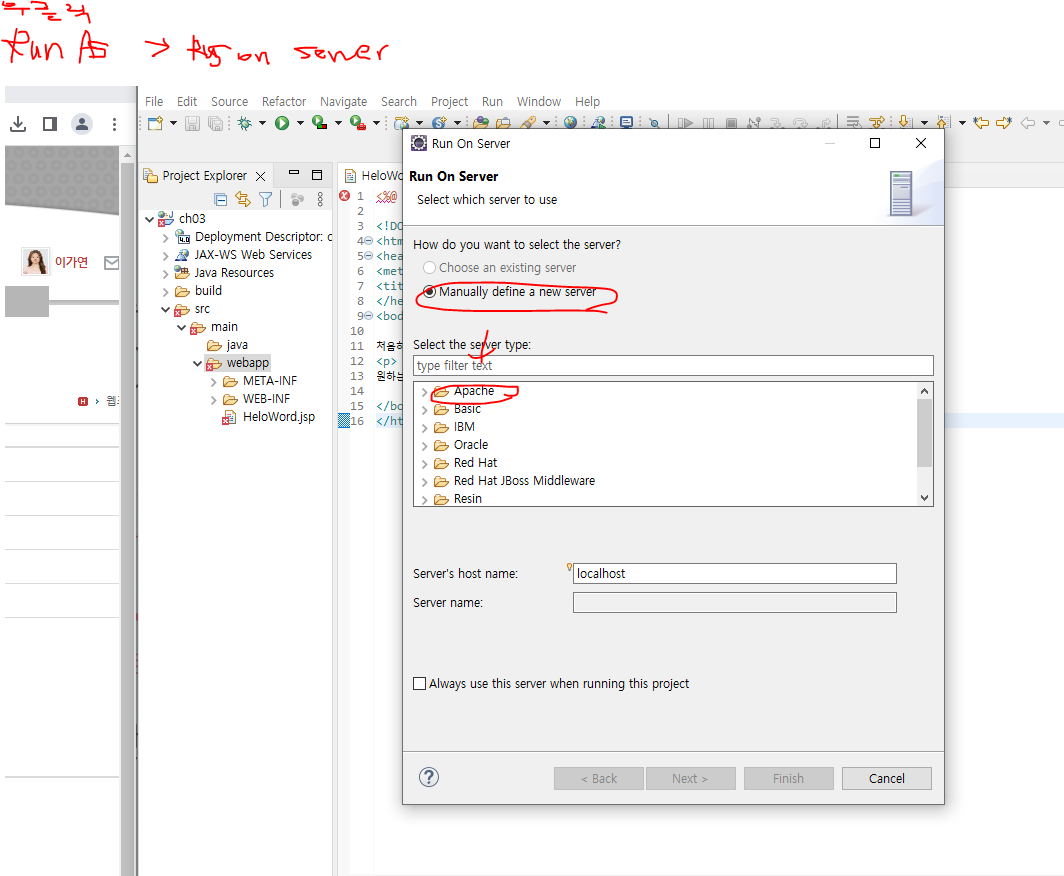 우클릭
Run As → Run on server
File Edit Source Refactor Navigate Search Project Run Window Help
Run On Server
Project Explorer
HeloWo
Run On Server
Select which server to use
1 <%@
2
3 <!DO
4 <htm
5 <hea
6 <met
7 <tit
8 </he
9 <bod
10
11 처음하
12 <p>
13 원하는
14
15 </bo
16 </ht
ch03
Deployment Descriptor: c
JAX-WS Web Services
Java Resources
build
src
main
java
webapp
META-INF
WEB-INF
HeloWord.jsp
이가연
H › 웹
How do you want to select the server?
Choose an existing server
Manually define a new server
Select the server type:
type filter text
Apache
Basic
IBM
Oracle
Red Hat
Red Hat JBoss Middleware
Resin
Server's host name: localhost
Server name:
Always use this server when running this project
< Back Next > Finish Cancel